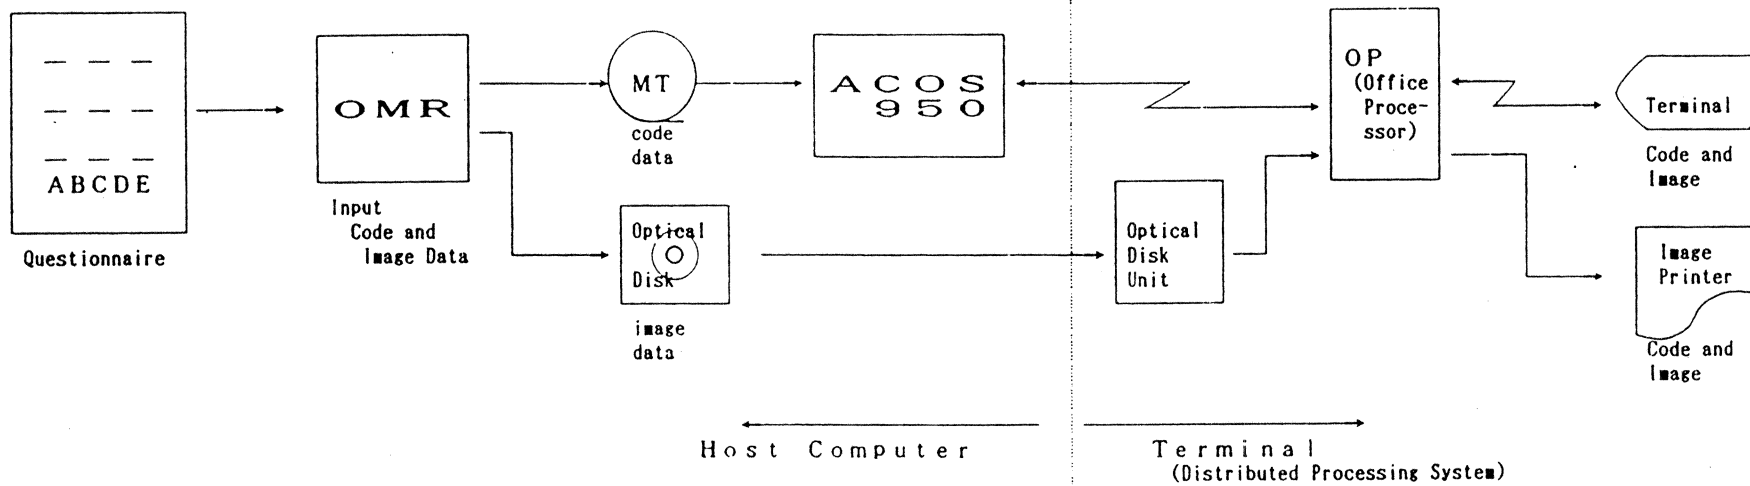 ABCDE
Questionnaire
OMR
Input
Code and
Image Data
MT
code
data
Optical
Disk
image
data
ACOS
950
Optical
Disk
Unit
OP
(Office
Proce-
ssor)
Terminal
Code and
Image
Image
Printer
Code and
Image
Host Computer
Terminal
(Distributed Processing System)